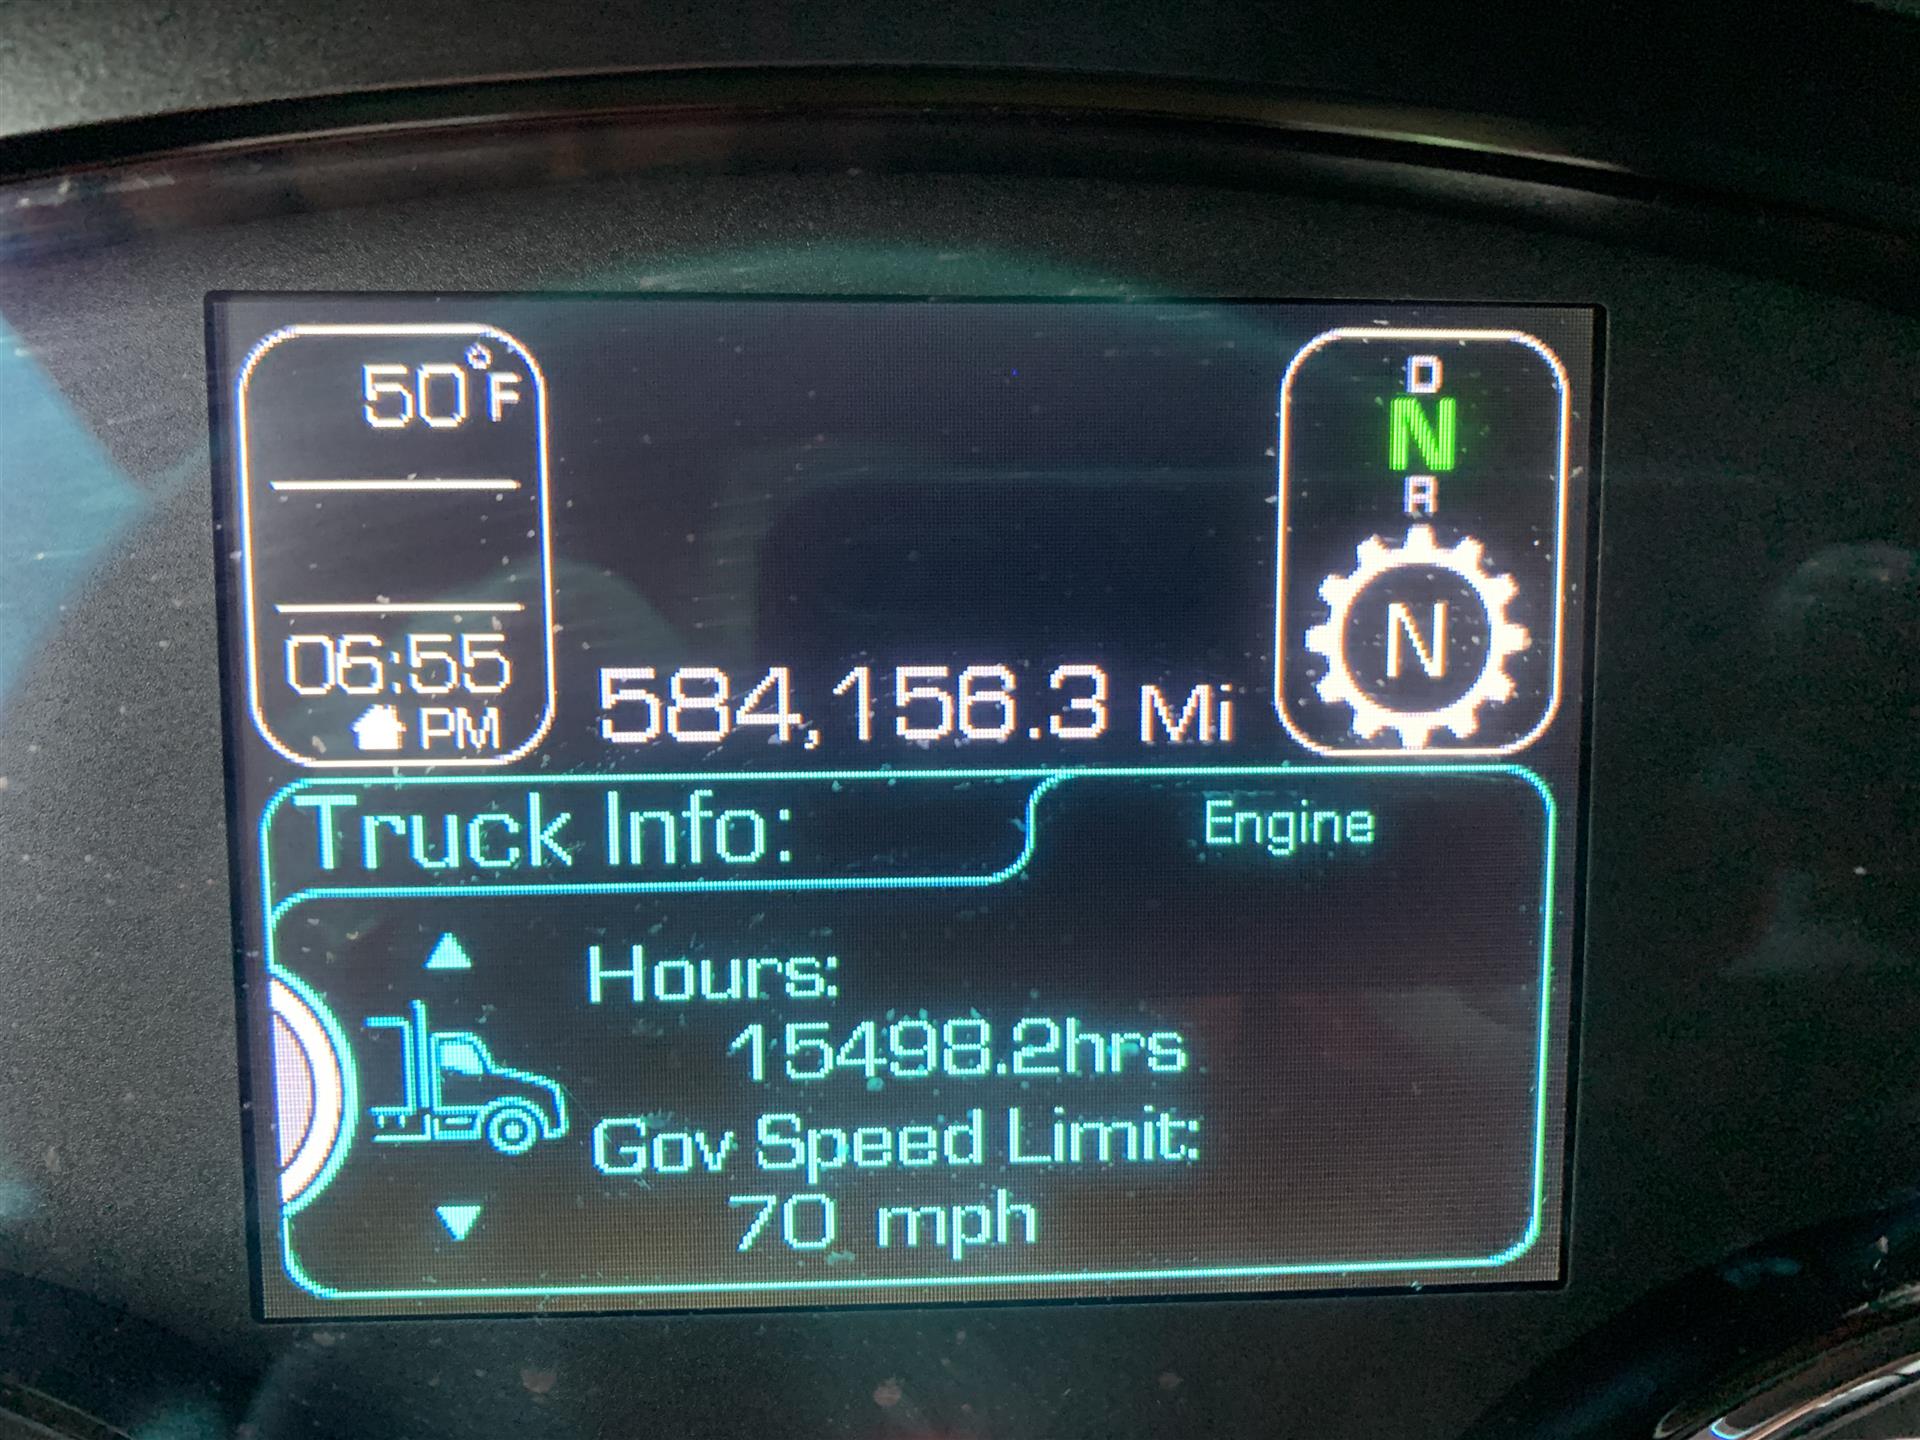 50°F
06:55
PM
584,156.3 Mi
D
N
R
N
Truck Info:
Engine
Hours:
15498.2hrs
Gov Speed Limit:
70 mph